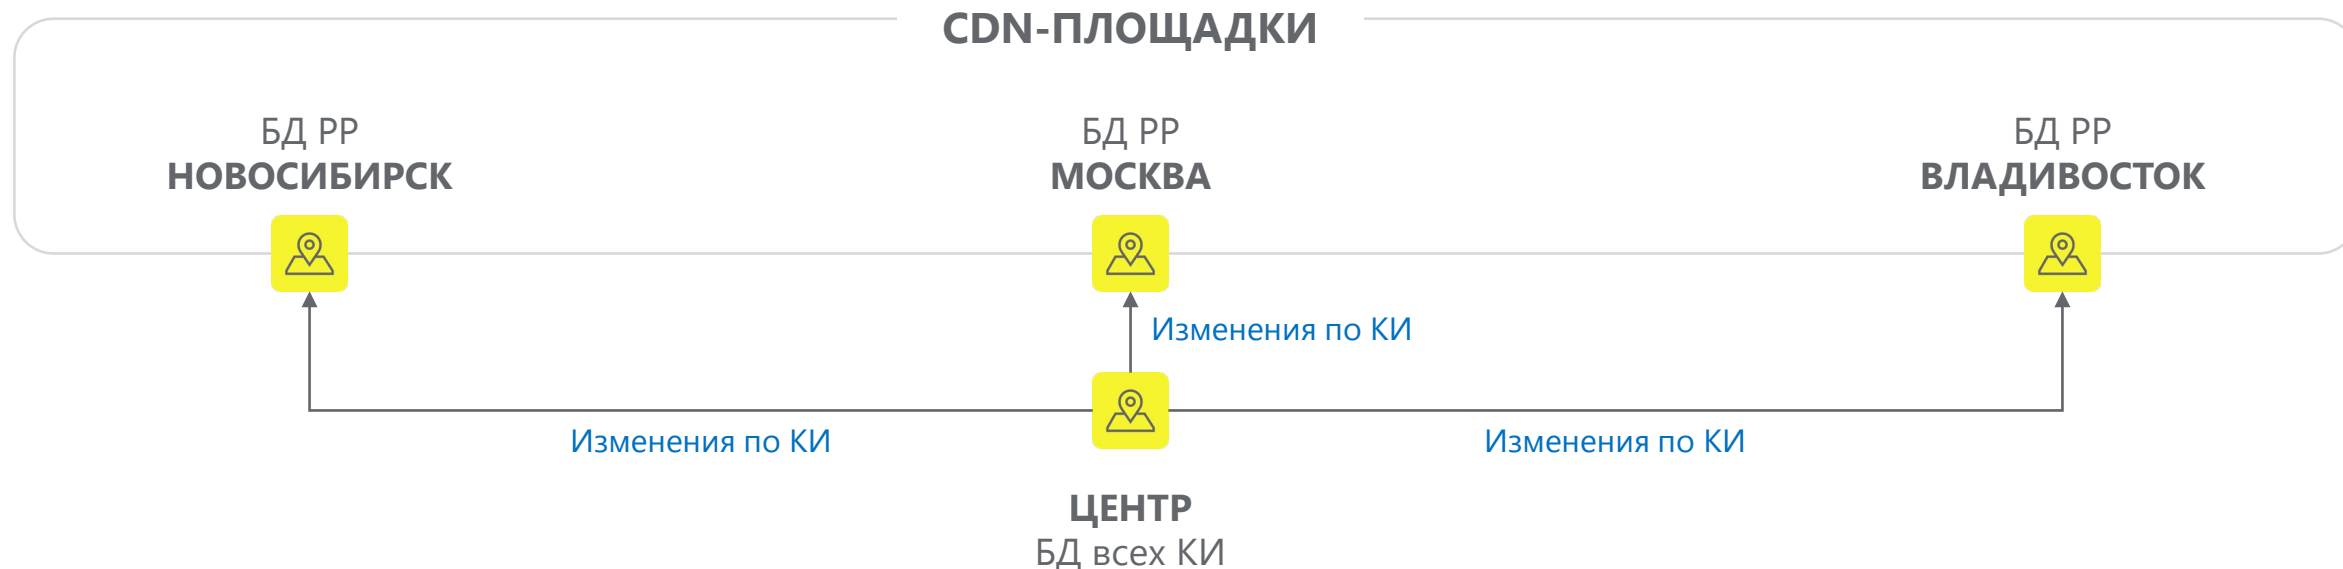 CDN-ПЛОЩАДКИ
БД РР
НОВОСИБИРСК
БД РР
МОСКВА
БД РР
ВЛАДИВОСТОК
Изменения по КИ
Изменения по КИ
Изменения по КИ
ЦЕНТР
БД всех КИ